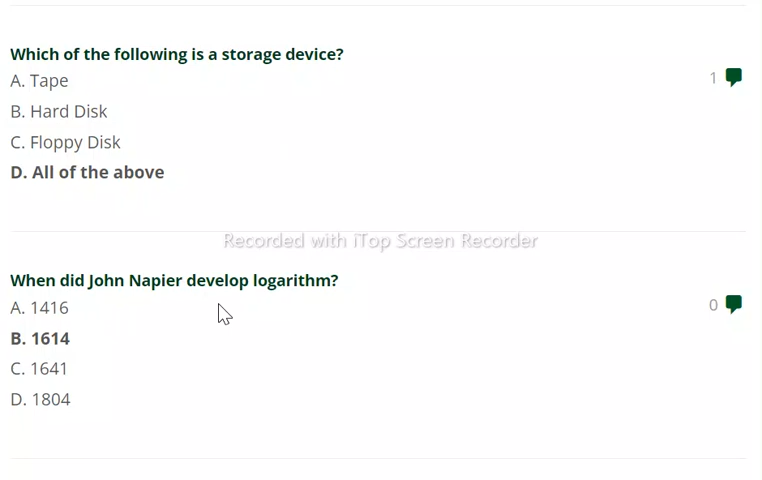 Which of the following is a storage device?
A. Tape
1
B. Hard Disk
C. Floppy Disk
D. All of the above
Recorded with iTop Screen Recorder
When did John Napier develop logarithm?
A. 1416
0
B. 1614
C. 1641
D. 1804